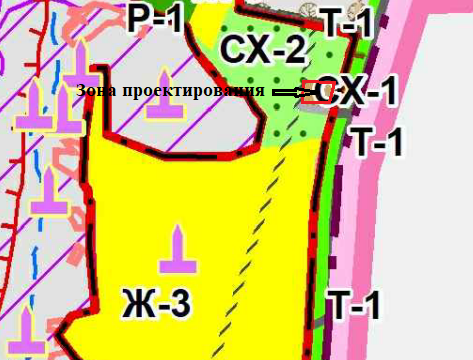 Р-1
Т-1
СХ-2
Зона проектирования
СХ-1
Т-1
Ж-3
Т-1